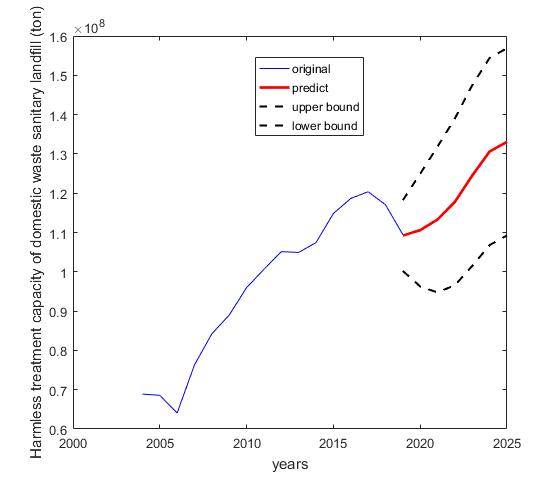 ×10^8
1.6
1.5
1.4
1.3
1.2
1.1
1
0.9
0.8
0.7
0.6
Harmless treatment capacity of domestic waste sanitary landfill (ton)
original
predict
upper bound
lower bound
2000 2005 2010 2015 2020 2025
years